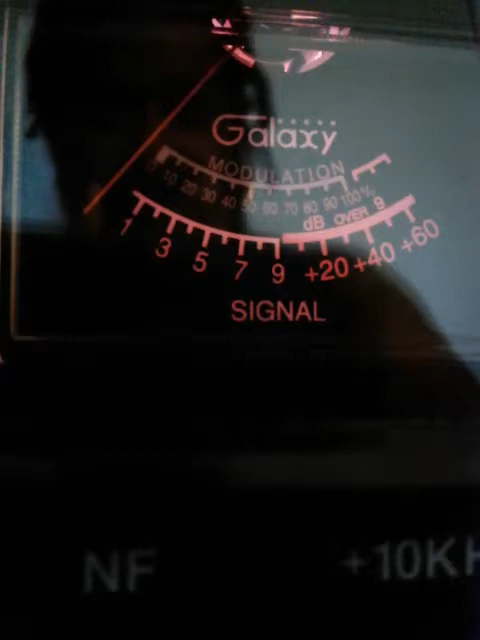 Galaxy
MODULATION
10 20 30 40 50 60 70 80 90 100%
dB OVER 9
1 3 5 7 9 +20 +40 +60
SIGNAL
NF +10KH